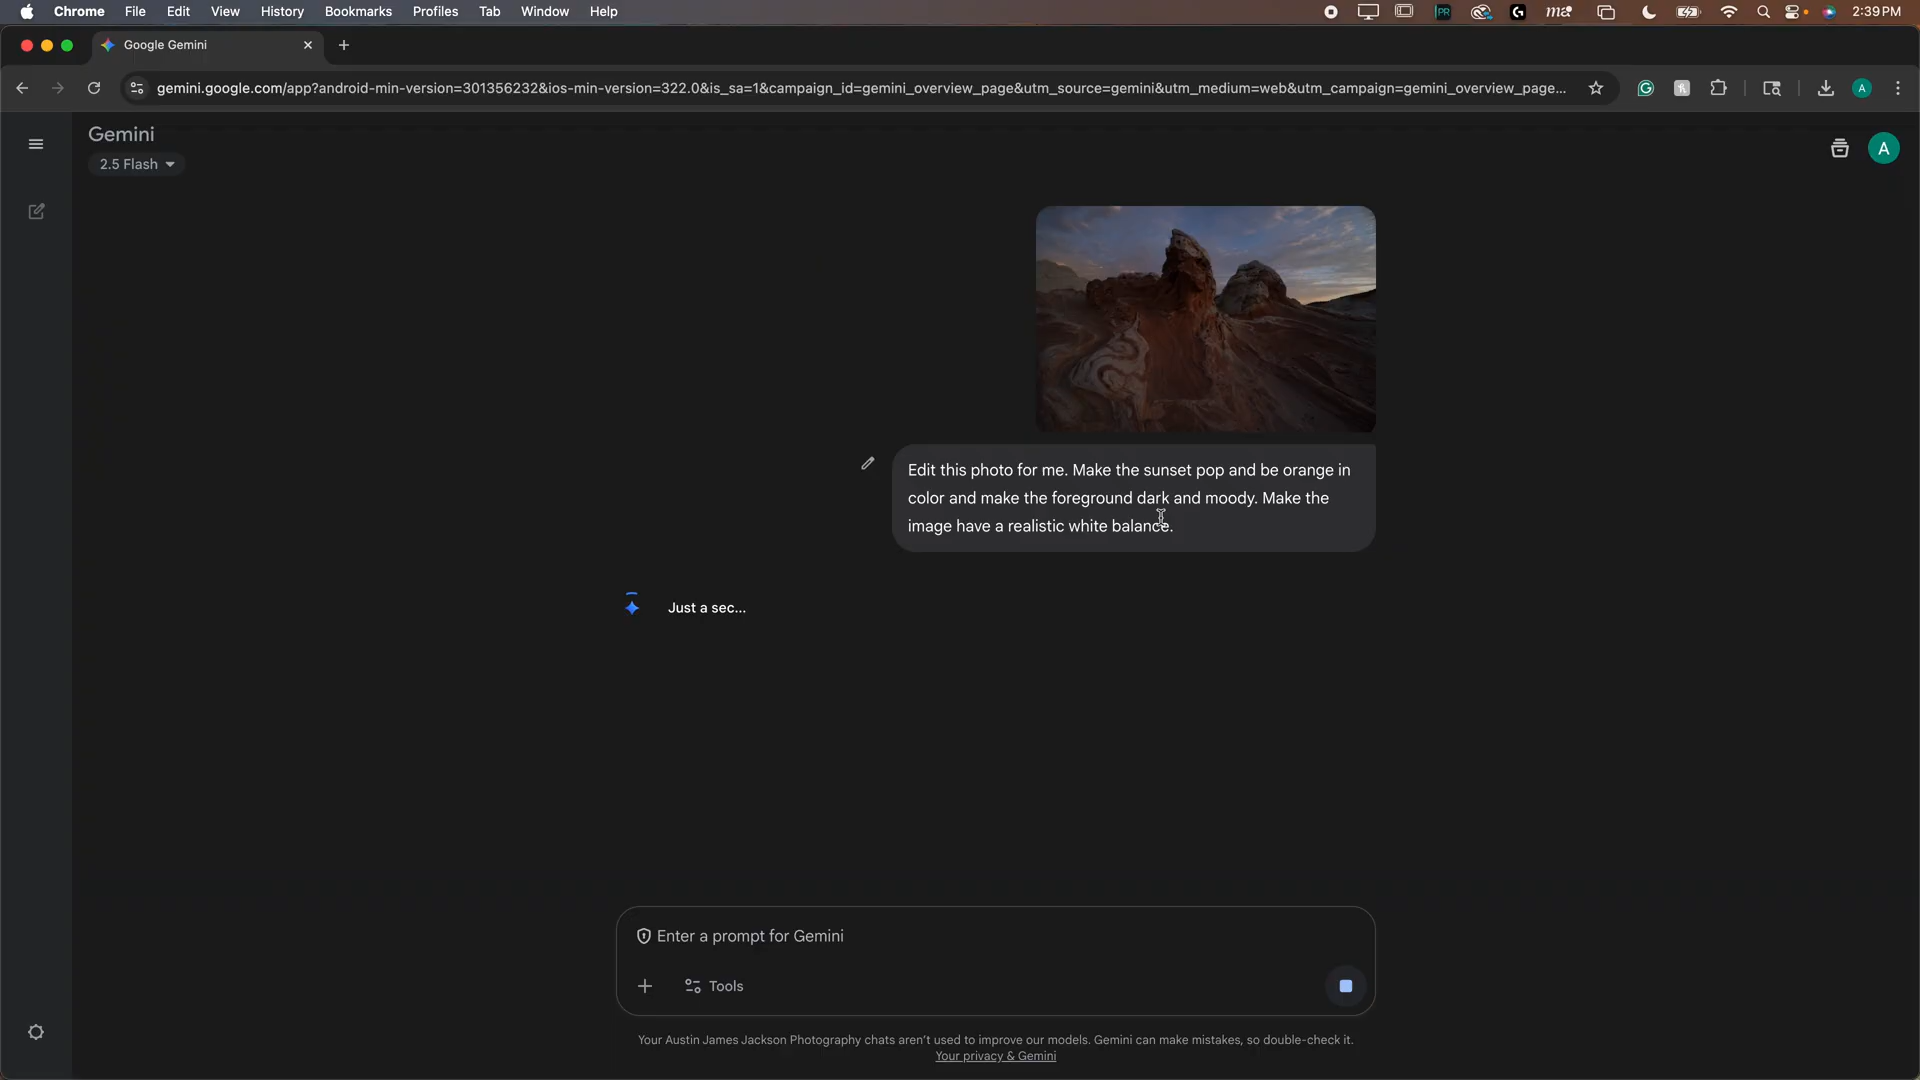 Chrome File Edit View History Bookmarks Profiles Tab Window Help
PR
me
2:39 PM
Google Gemini
gemini.google.com/app?android-min-version=301356232&ios-min-version=322.0&is_sa=1&campaign_id=gemini_overview_page&utm_source=gemini&utm_medium=web&utm_campaign=gemini_overview_page...
A
Gemini
2.5 Flash
A
Edit this photo for me. Make the sunset pop and be orange in
color and make the foreground dark and moody. Make the
image have a realistic white balance.
Just a sec...
Enter a prompt for Gemini
Tools
Your Austin James Jackson Photography chats aren't used to improve our models. Gemini can make mistakes, so double-check it.
Your privacy & Gemini